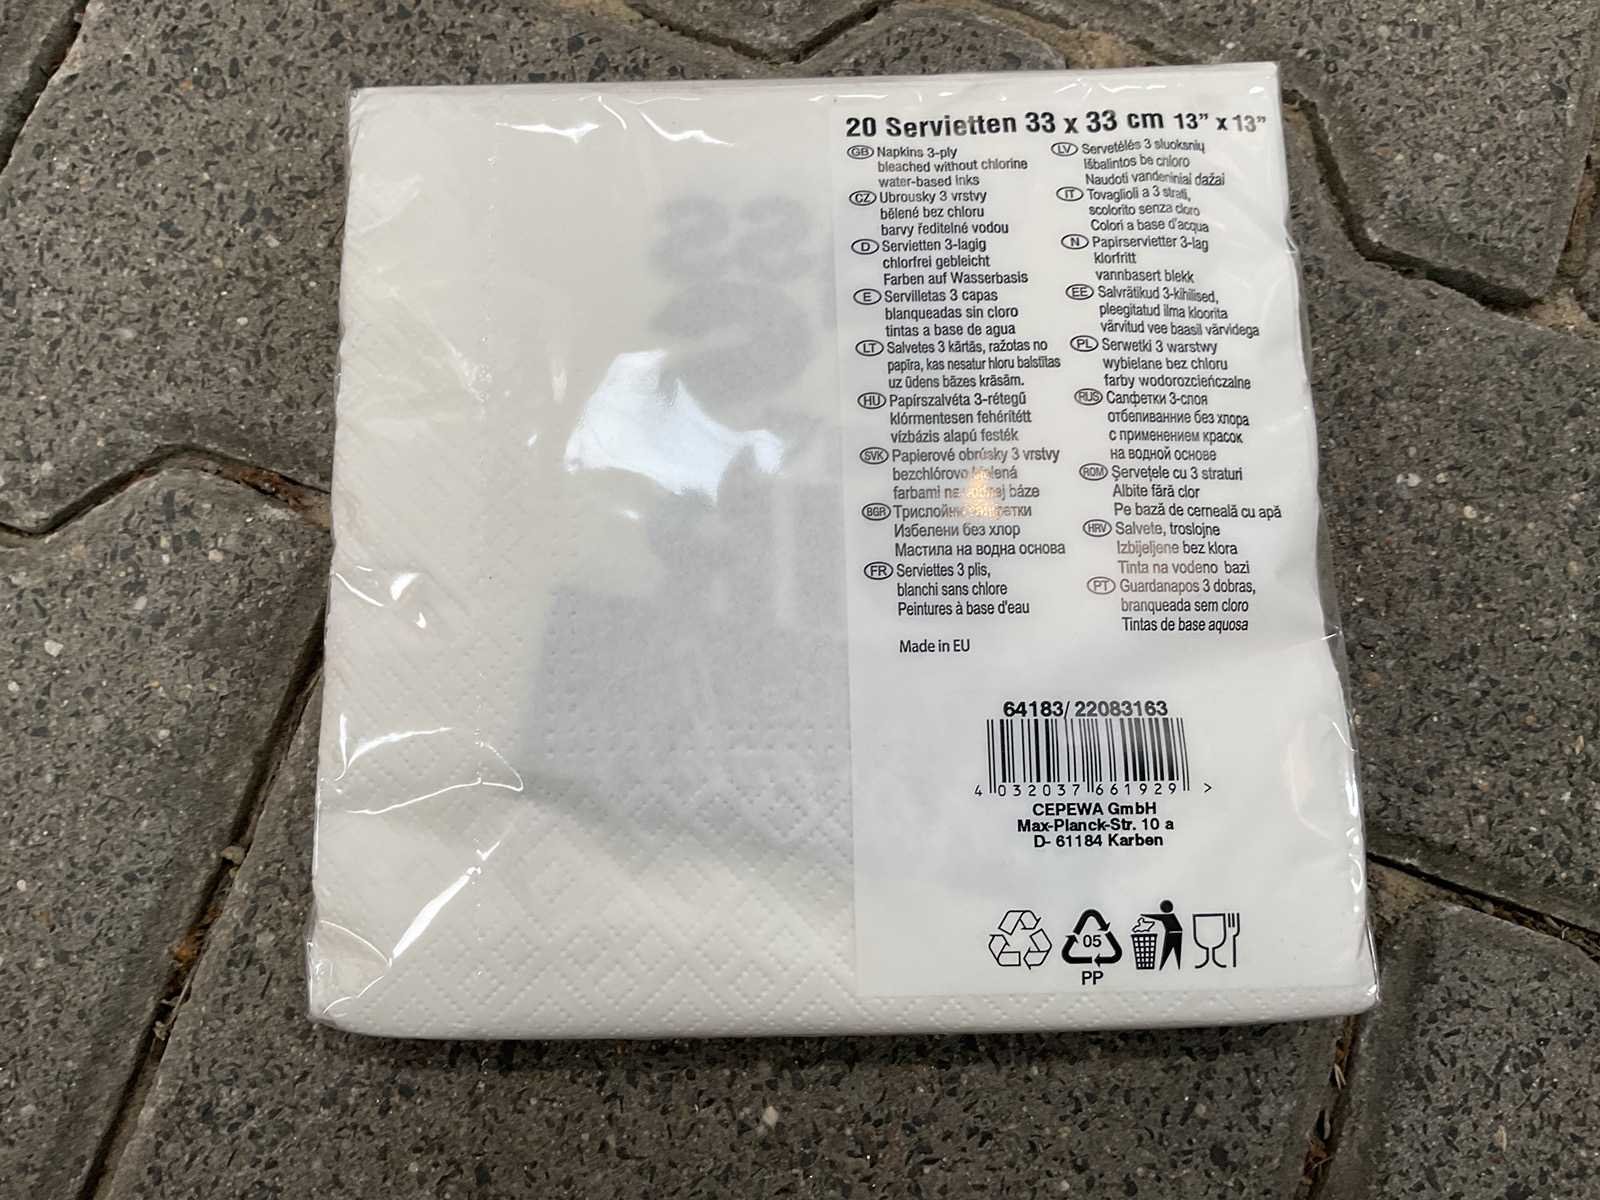 20 Servietten 33 x 33 cm 13” x 13”
GB Napkins 3-ply
bleached without chlorine
water-based inks
CZ Ubrousky 3 vrstvy
bělené bez chloru
barvy ředitelné vodou
D Servietten 3-lagig
chlorfrei gebleicht
Farben auf Wasserbasis
E Servilletas 3 capas
blanqueadas sin cloro
tintas a base de agua
LT Salvetes 3 kārtās, ražotas no
papīra, kas nesatur hloru balstītas
uz ūdens bāzes krāsām.
HU Papírszalvéta 3-rétegű
klórmentesen fehérítétt
vízbázis alapú festék
SVK Papierové obrúsky 3 vrstvy
bezchlórovo bielená
farbami na vodnej báze
BGR Трислойни салфетки
Избелени без хлор
Мастила на водна основа
FR Serviettes 3 plis,
blanchi sans chlore
Peintures à base d'eau
Made in EU
LV Servetėlės 3 sluoksnių
Išbalintos be chloro
Naudoti vandeniniai dažai
IT Tovaglioli a 3 strati,
scolorito senza cloro
Colori a base d'acqua
N Papirservietter 3-lag
klorfritt
vannbasert blekk
EE Salvrätikud 3-kihilised,
pleegitatud ilma kloorita
värvitud vee baasil värvidega
PL Serwetki 3 warstwy
wybielane bez chloru
farby wodorozcieńczalne
RUS Салфетки 3-слоя
отбеливанние без хлора
с применением красок
на водной основе
ROM Șervețele cu 3 straturi
Albite fără clor
Pe bază de cerneală cu apă
HRV Salvete, troslojne
Izbijeljene bez klora
Tinta na vodeno bazi
PT Guardanapos 3 dobras,
branqueada sem cloro
Tintas de base aquosa
64183/ 22083163
4 032037 661929 >
CEPEWA GmbH
Max-Planck-Str. 10 a
D- 61184 Karben
05
PP